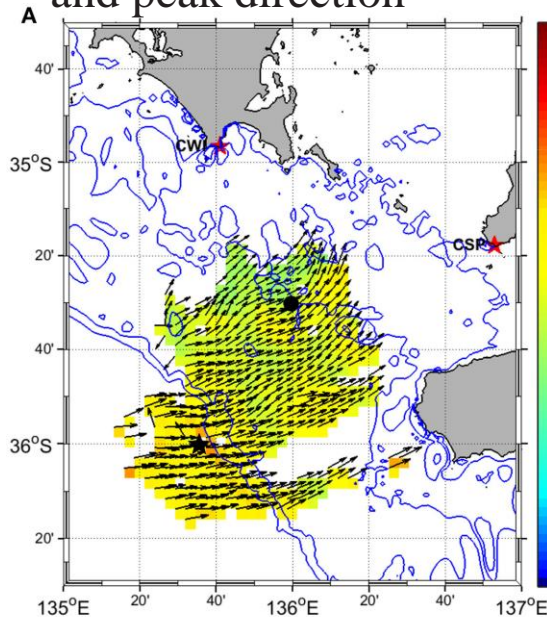 and peak direction
A
40'
CWI
35°S
CSP
20'
40'
36°S
20'
135°E
20'
40'
136°E
20'
40'
137°E